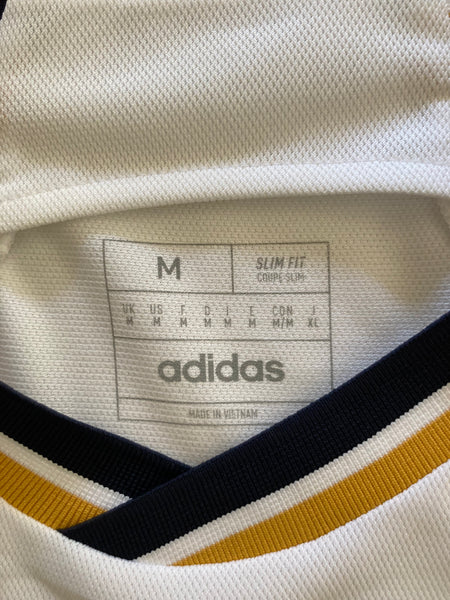 M
SLIM FIT
COUPE SLIM
UK US F D I E CDN J
M M M M M M M/M XL
adidas
MADE IN VIETNAM